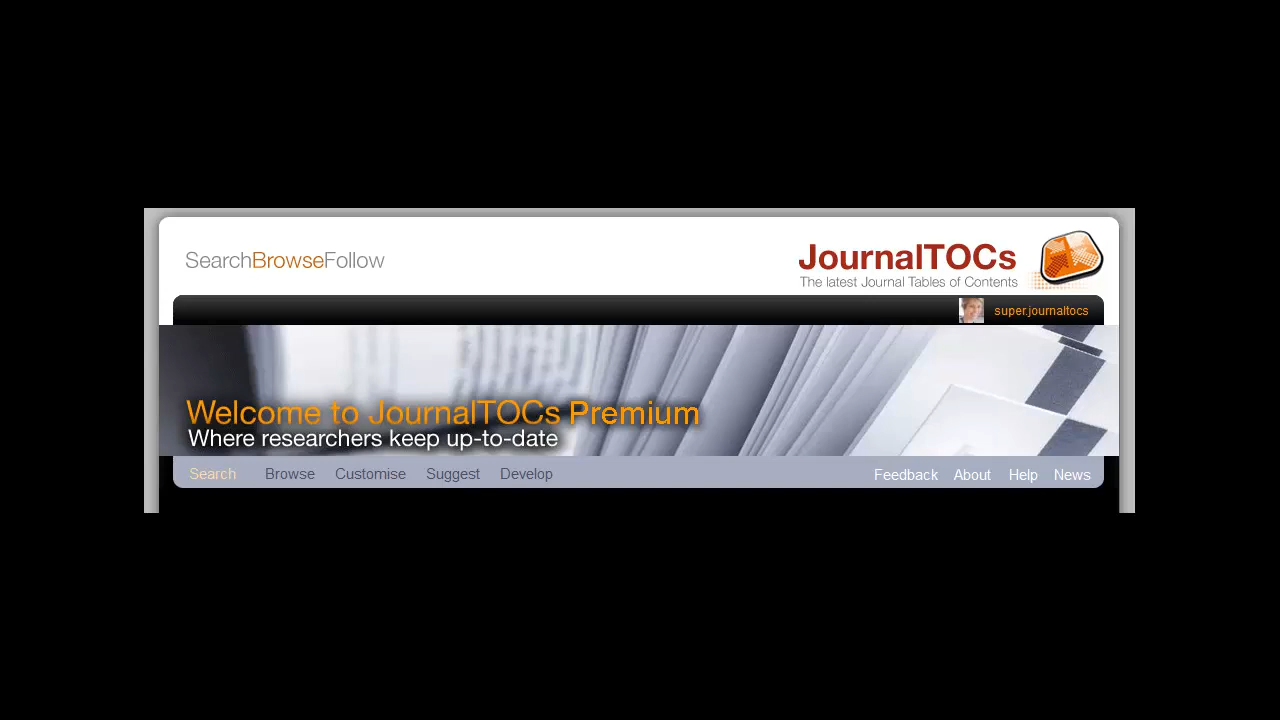 SearchBrowseFollow
JournalTOCs
The latest Journal Tables of Contents
super.journaltocs
Welcome to JournalTOCs Premium
Where researchers keep up-to-date
Search Browse Customise Suggest Develop Feedback About Help News